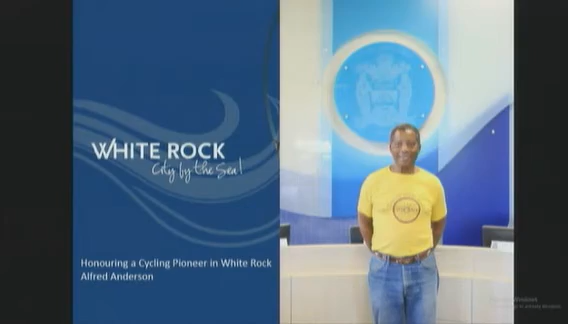 WHITE ROCK
City by the Sea!
Honouring a Cycling Pioneer in White Rock
Alfred Anderson